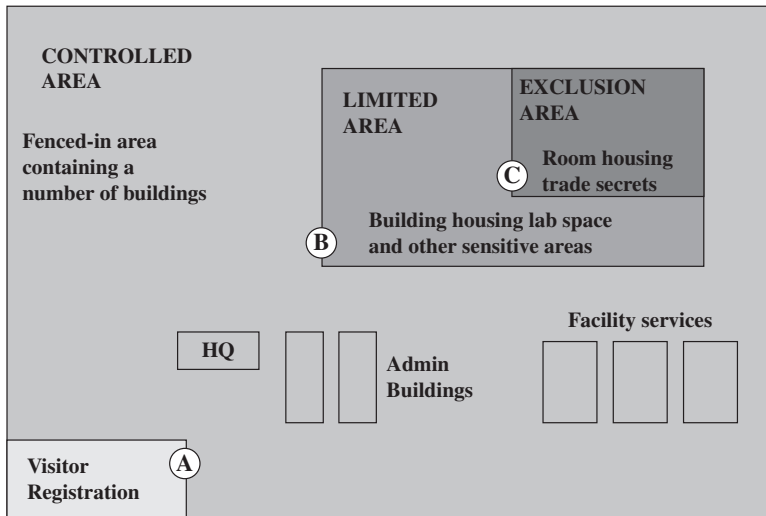 CONTROLLED
AREA
Fenced-in area
containing a
number of buildings
LIMITED
AREA
EXCLUSION
AREA
Room housing
trade secrets
C
Building housing lab space
and other sensitive areas
B
HQ
Admin
Buildings
Facility services
Visitor
Registration
A